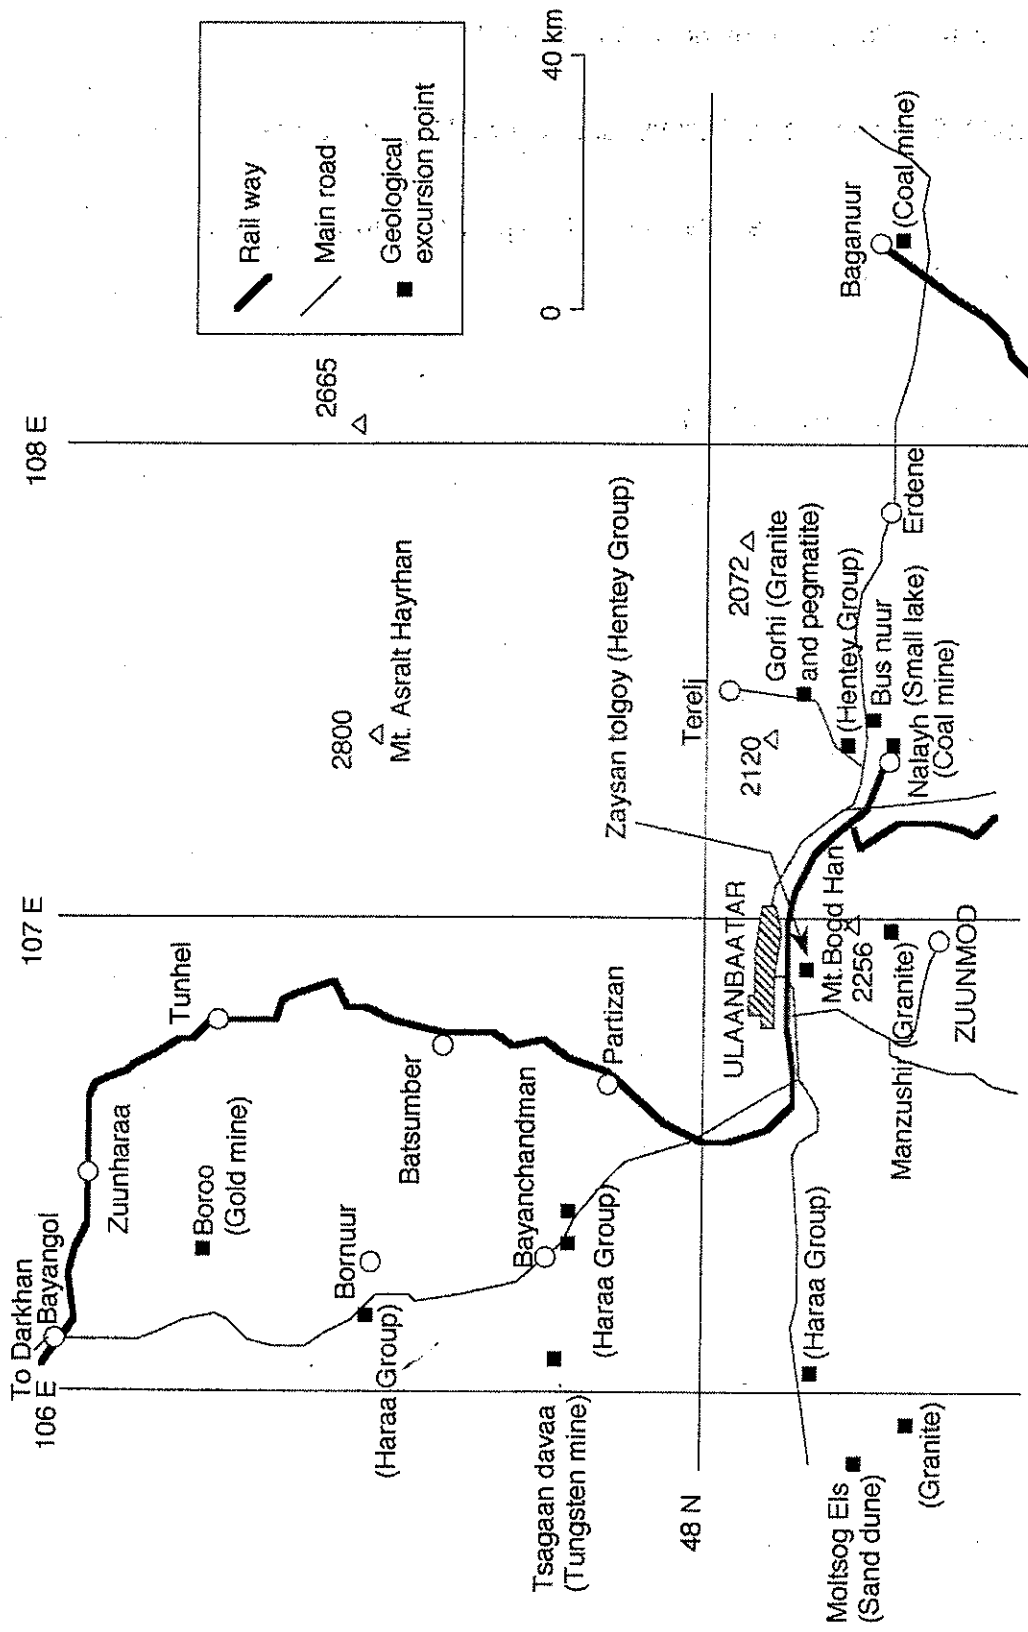 106 E
107 E
108 E
To Darkhan
Bayangol
Zuunharaa
Tunhel
Boroo
(Gold mine)
Bornuur
(Haraa Group)
Batsumber
Bayanchandman
(Haraa Group)
Partizan
Tsagaan davaa
(Tungsten mine)
48 N
2800
Mt. Asralt Hayrhan
2665
Rail way
Main road
Geological
excursion point
0
40 km
ULAANBAATAR
Zaysan tolgoy (Hentey Group)
Terelj
2120
2072
Gorhi (Granite
and pegmatite)
(Hentey Group)
Bus nuur
(Small lake)
Nalayh
(Coal mine)
Erdene
Baganuur
(Coal mine)
Mt.Bogd Han
2256
Manzushir (Granite)
ZUUNMOD
(Haraa Group)
Moltsog Els
(Sand dune)
(Granite)